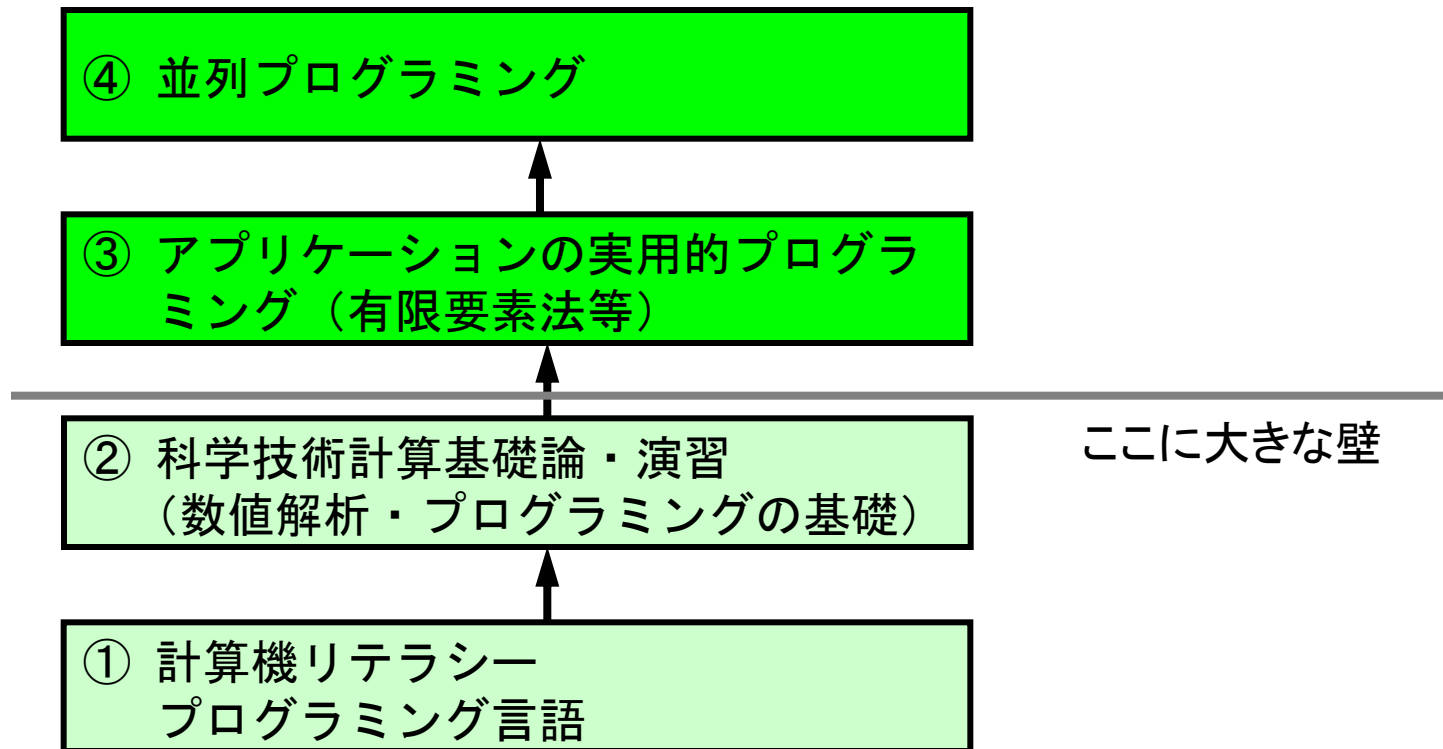 ④ 並列プログラミング
③ アプリケーションの実用的プログラ
ミング（有限要素法等）
② 科学技術計算基礎論・演習
（数値解析・プログラミングの基礎）
ここに大きな壁
① 計算機リテラシー
プログラミング言語